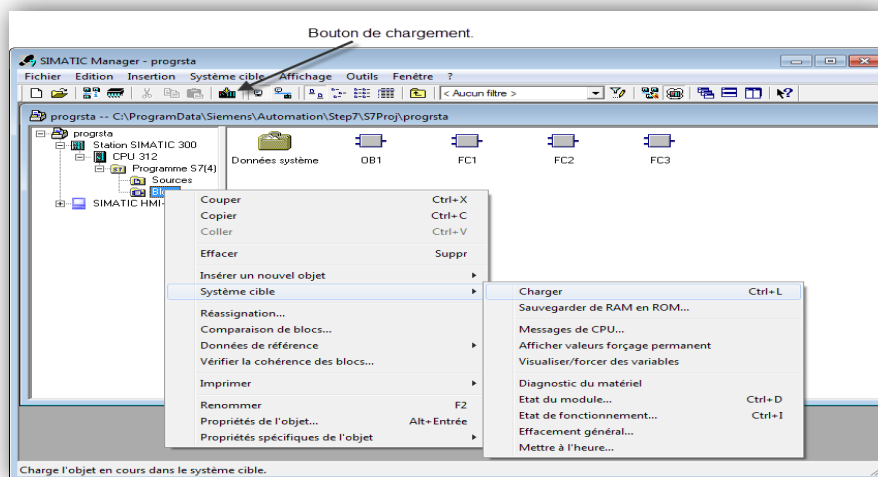 Bouton de chargement.
SIMATIC Manager - progrsta
Fichier Edition Insertion Système cible Affichage Outils Fenêtre ?
< Aucun filtre >
progrsta -- C:\ProgramData\Siemens\Automation\Step7\S7Proj\progrsta
progrsta
Station SIMATIC 300
CPU 312
Programme S7(4)
Sources
SIMATIC HMI-
Données système OB1 FC1 FC2 FC3
Couper Ctrl+X
Copier Ctrl+C
Coller Ctrl+V
Effacer Suppr
Insérer un nouvel objet
Système cible
Réassignation...
Comparaison de blocs...
Données de référence
Vérifier la cohérence des blocs...
Imprimer
Renommer F2
Propriétés de l'objet... Alt+Entrée
Propriétés spécifiques de l'objet
Charger Ctrl+L
Sauvegarder de RAM en ROM...
Messages de CPU...
Afficher valeurs forçage permanent
Visualiser/forcer des variables
Diagnostic du matériel
Etat du module... Ctrl+D
Etat de fonctionnement... Ctrl+I
Effacement général...
Mettre à l'heure...
Charge l'objet en cours dans le système cible.